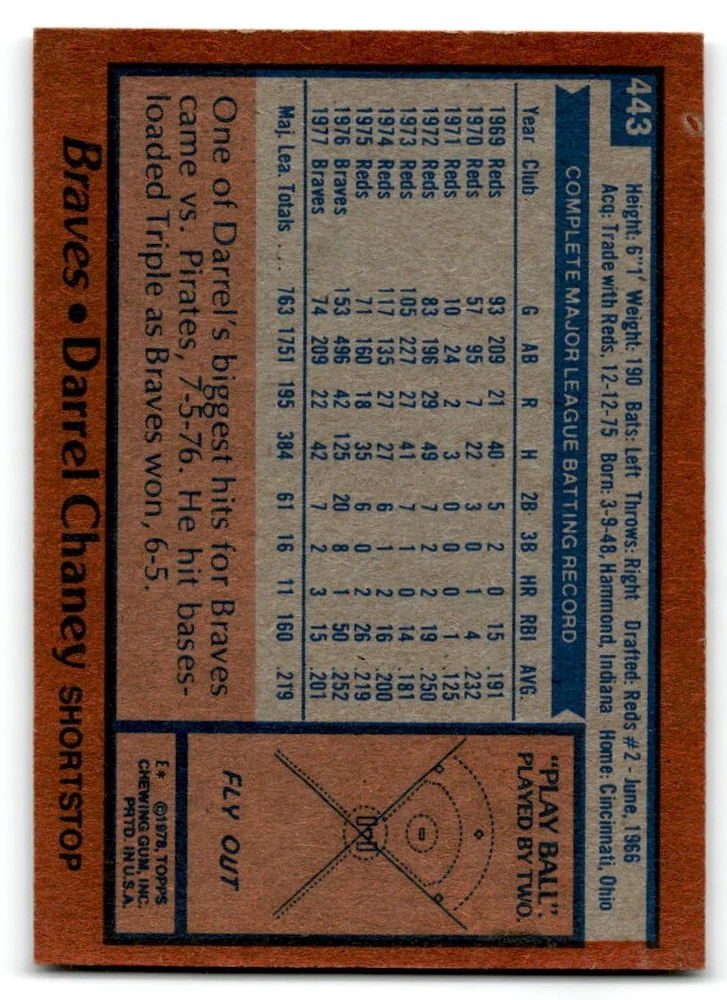 443
Height: 6"1' Weight: 190 Bats: Left Throws: Right Drafted: Reds #2 - June, 1966
Acq: Trade with Reds, 12-12-75 Born: 3-9-48, Hammond, Indiana Home: Cincinnati, Ohio
COMPLETE MAJOR LEAGUE BATTING RECORD
Year Club G AB R H 2B 3B HR RBI AVG.
1969 Reds 93 209 21 40 5 2 0 15 .191
1970 Reds 57 95 7 22 3 0 1 4 .232
1971 Reds 10 24 2 3 0 0 0 1 .125
1972 Reds 83 196 29 49 7 2 2 19 .250
1973 Reds 105 227 27 41 7 1 0 14 .181
1974 Reds 117 135 27 27 6 1 2 16 .200
1975 Reds 71 160 18 35 6 0 2 26 .219
1976 Braves 153 496 42 125 20 8 1 50 .252
1977 Braves 74 209 22 42 7 2 3 15 .201
Maj. Lea. Totals ... 763 1751 195 384 61 16 11 160 .219
One of Darrel's biggest hits for Braves
came vs. Pirates, 7-5-76. He hit bases-
loaded Triple as Braves won, 6-5.
"PLAY BALL".
PLAYED BY TWO.
FLY OUT
E* ©1978, TOPPS
CHEWING GUM, INC.
PRTD. IN U.S.A.
Braves • Darrel Chaney SHORTSTOP